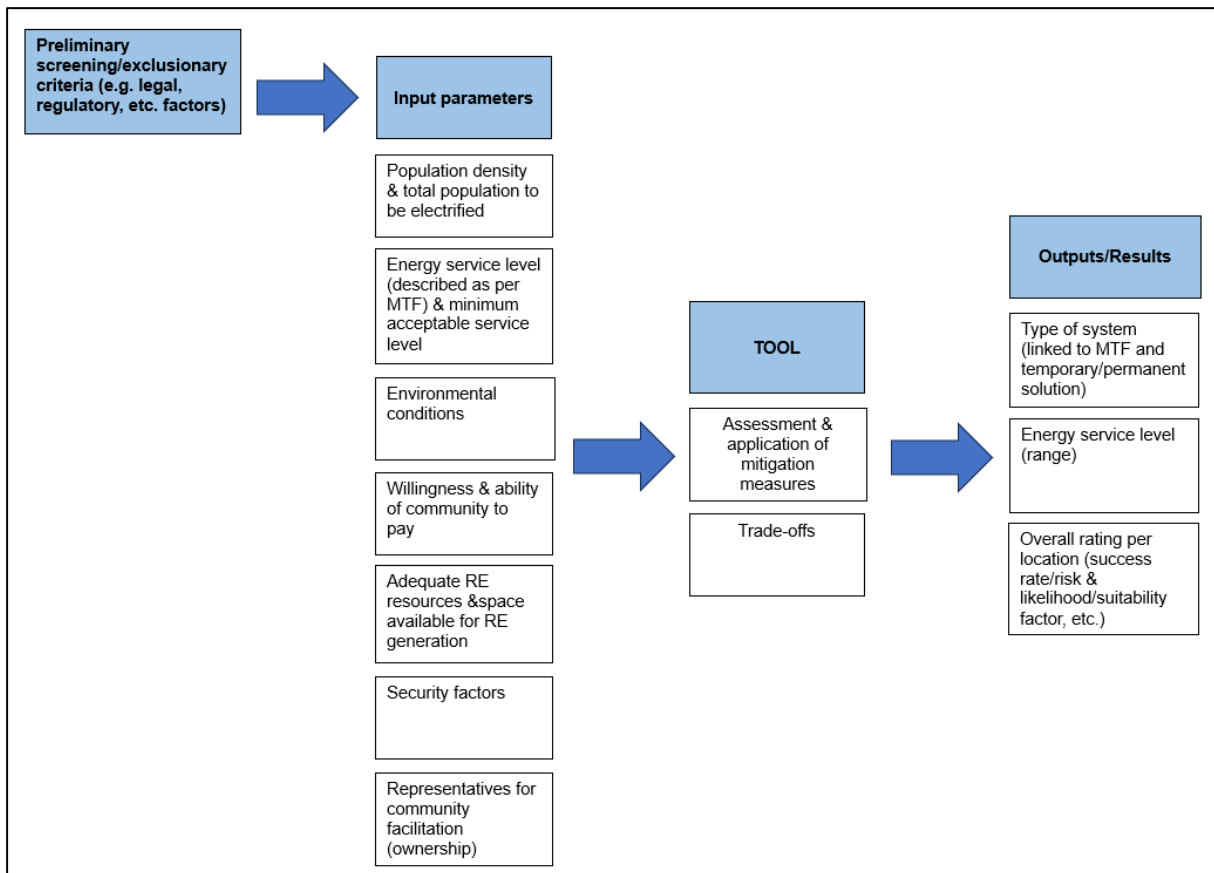 Preliminary
screening/exclusionary
criteria (e.g. legal,
regulatory, etc. factors)
Input parameters
Population density
& total population to
be electrified
Energy service level
(described as per
MTF) & minimum
acceptable service
level
Environmental
conditions
Willingness & ability
of community to
pay
Adequate RE
resources &space
available for RE
generation
Security factors
Representatives for
community
facilitation
(ownership)
TOOL
Assessment &
application of
mitigation
measures
Trade-offs
Outputs/Results
Type of system
(linked to MTF and
temporary/permanent
solution)
Energy service level
(range)
Overall rating per
location (success
rate/risk &
likelihood/suitability
factor, etc.)